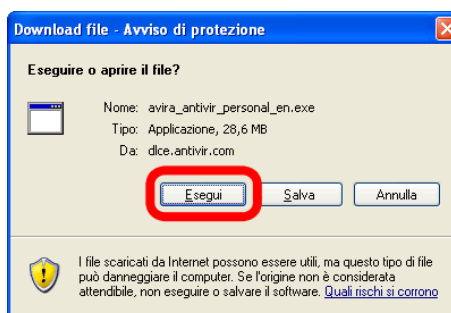 Download file - Avviso di protezione
Eseguire o aprire il file?
Nome: avira_antivir_personal_en.exe
Tipo: Applicazione, 28,6 MB
Da: dlce.antivir.com
Esegui Salva Annulla
I file scaricati da Internet possono essere utili, ma questo tipo di file
può danneggiare il computer. Se l'origine non è considerata
attendibile, non eseguire o salvare il software. Quali rischi si corrono